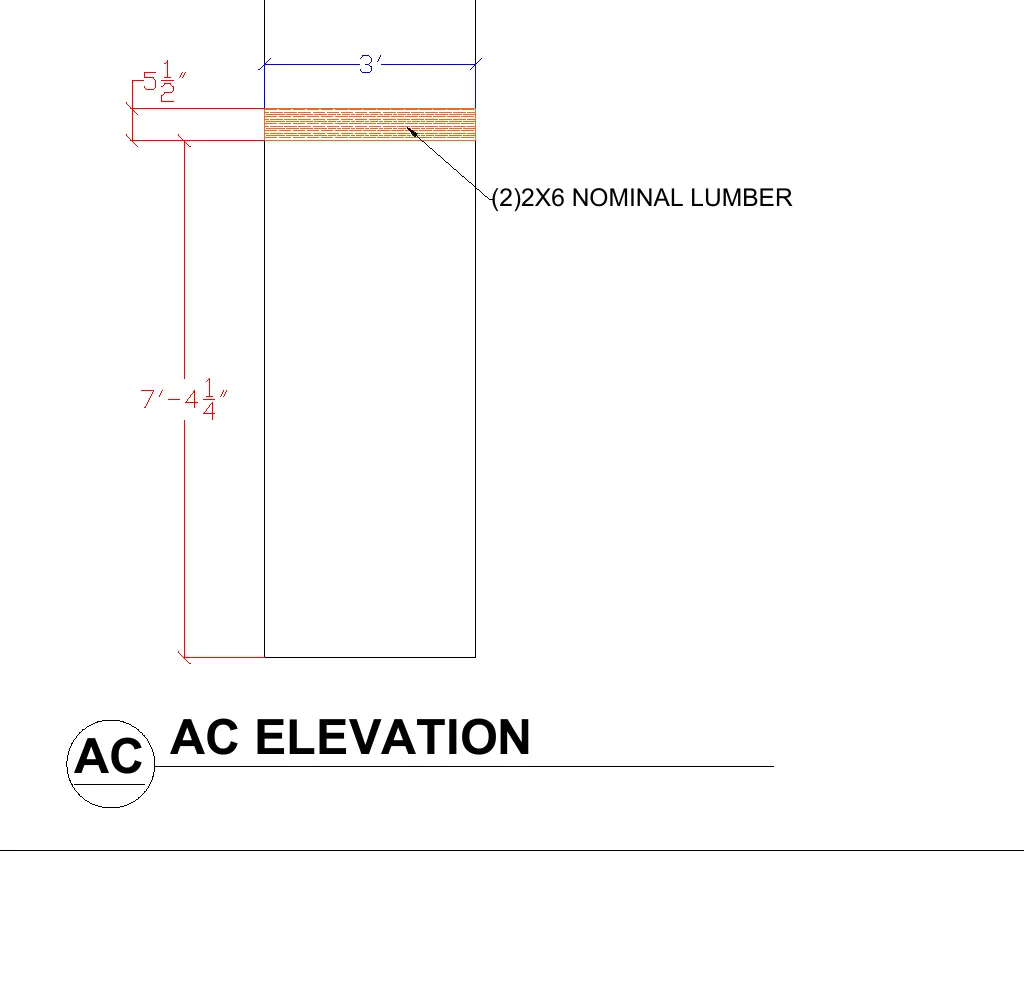 3'
5 1/2"
(2)2X6 NOMINAL LUMBER
7'-4 1/4"
AC
AC ELEVATION